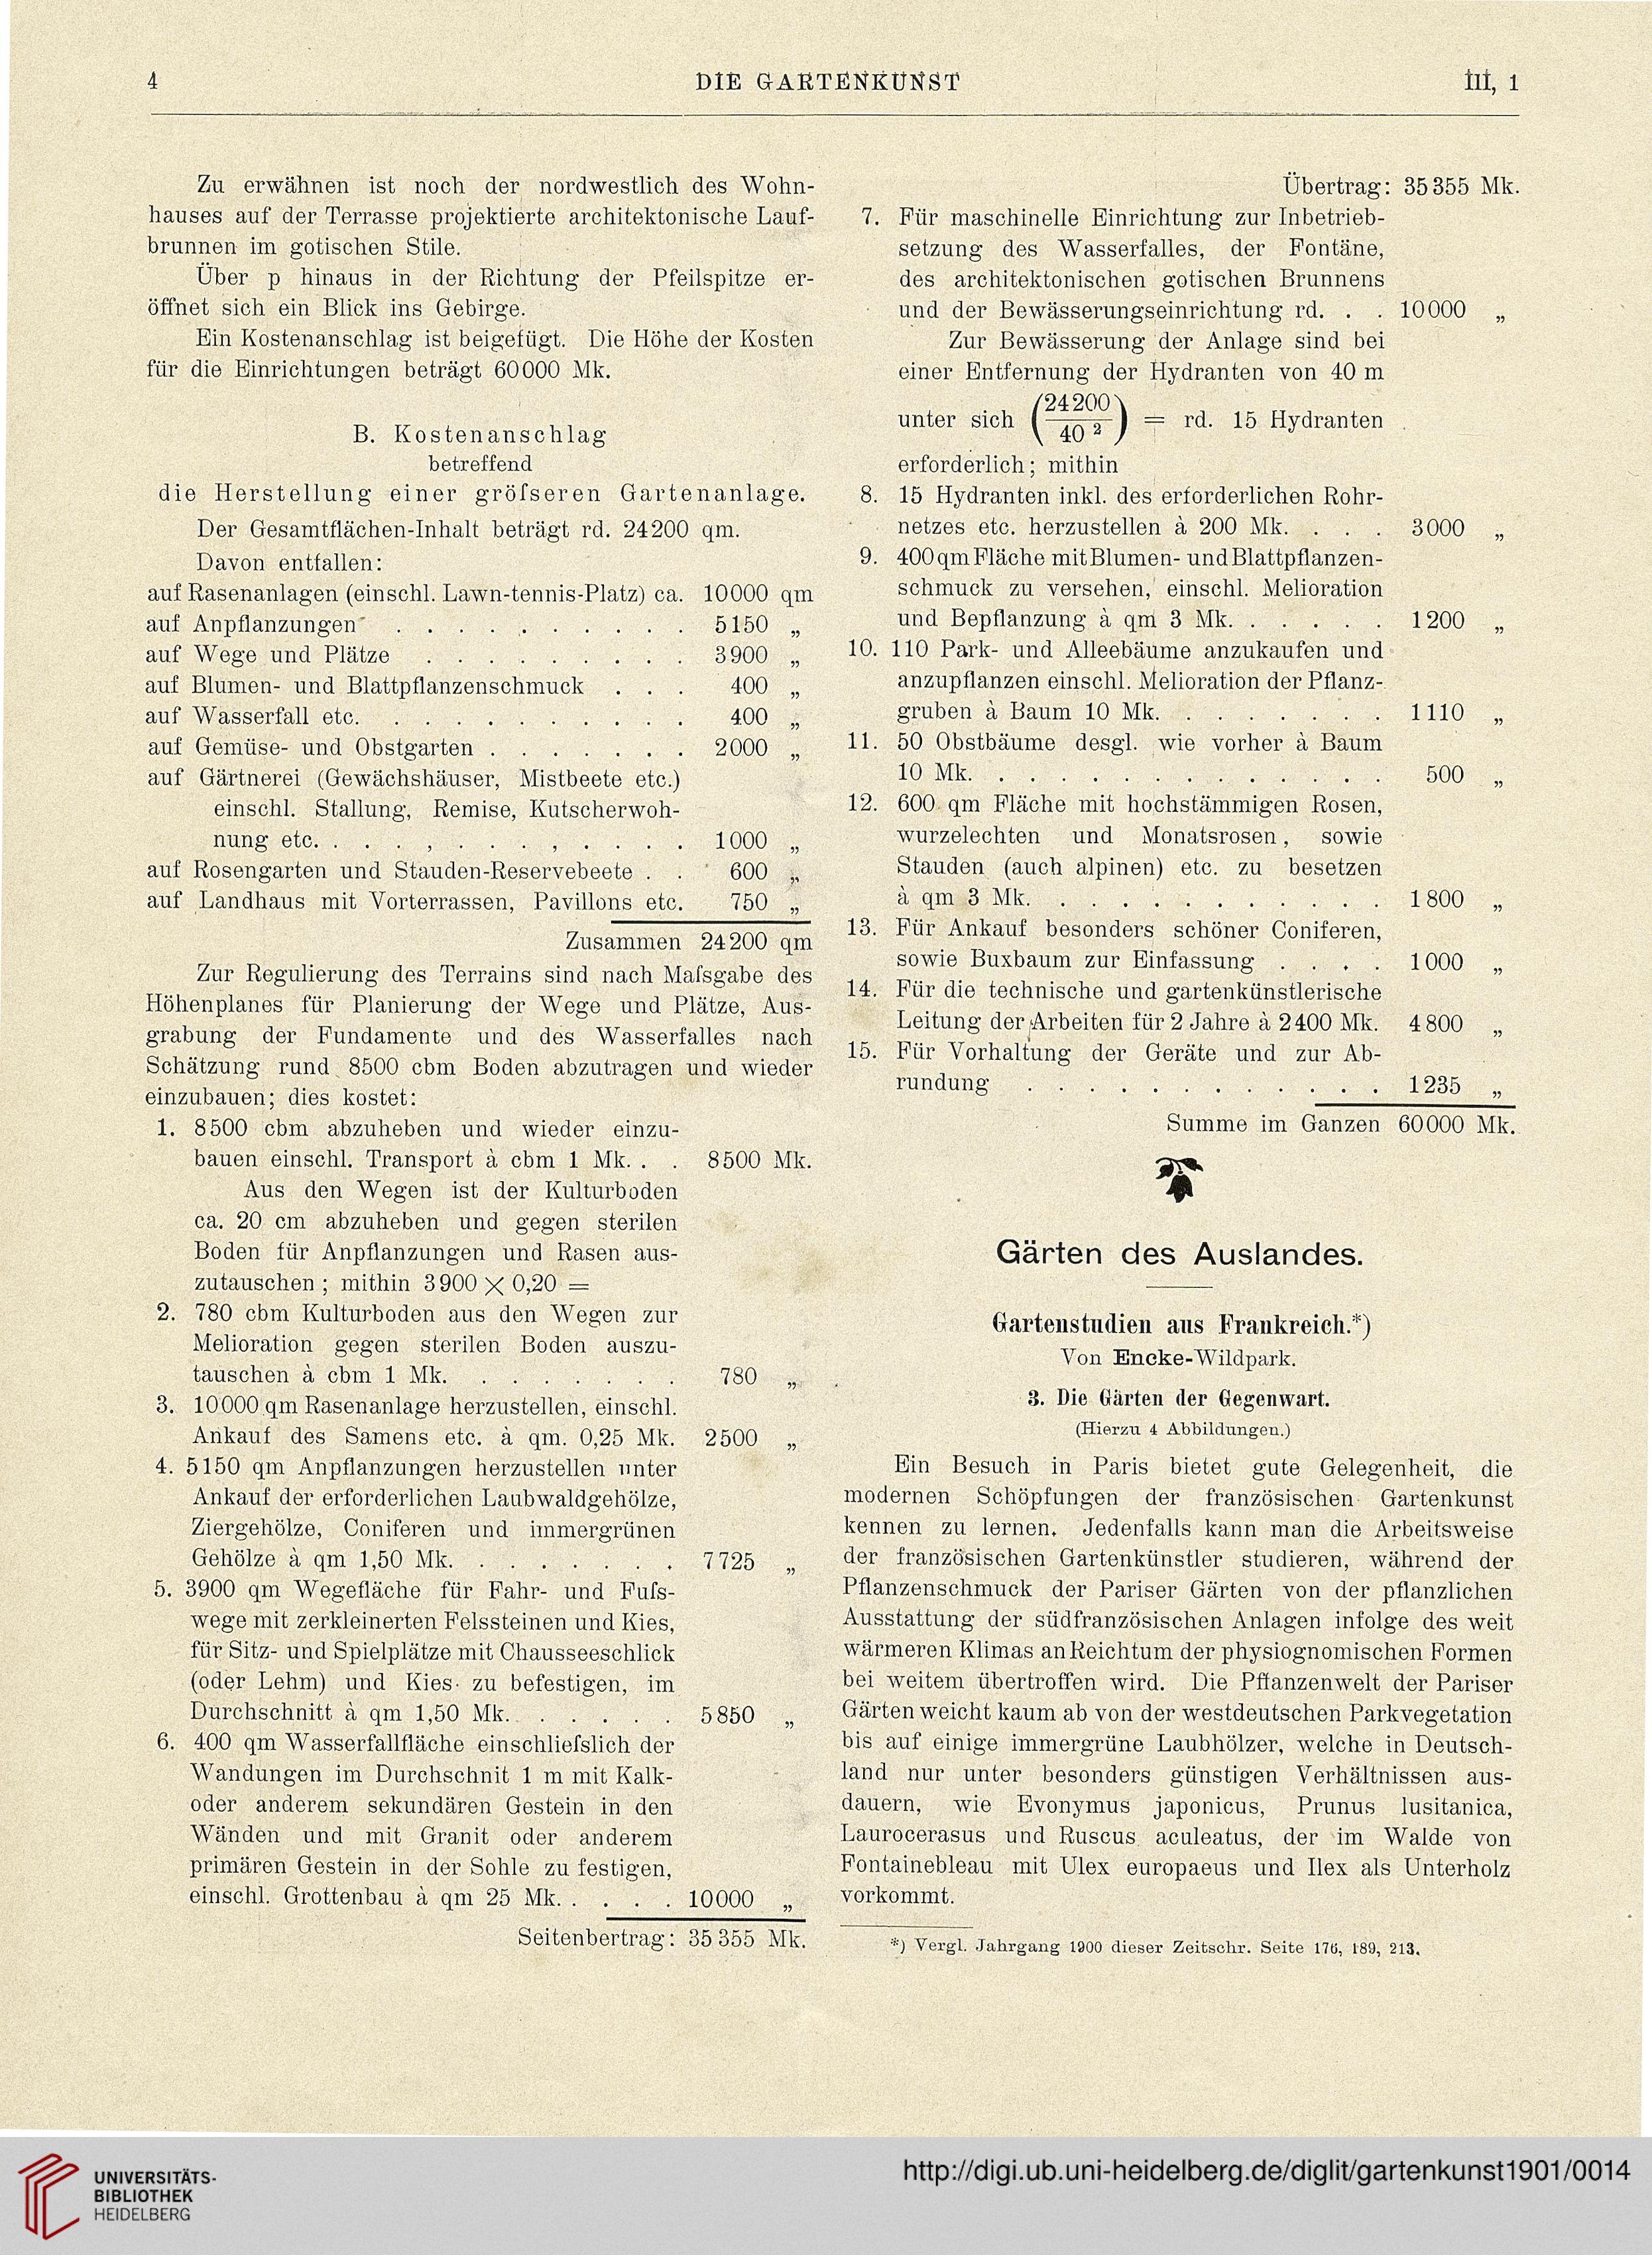 4
DIE GARTENKUNST
III, 1
Zu erwähnen ist noch der nordwestlich des Wohn-
hauses auf der Terrasse projektierte architektonische Lauf-
brunnen im gotischen Stile.
Über p hinaus in der Richtung der Pfeilspitze er-
öffnet sich ein Blick ins Gebirge.
Ein Kostenanschlag ist beigefügt. Die Höhe der Kosten
für die Einrichtungen beträgt 60000 Mk.
B. Kostenanschlag
betreffend
die Herstellung einer gröfseren Gartenanlage.
Der Gesamtflächen-Inhalt beträgt rd. 24200 qm.
Davon entfallen:
auf Rasenanlagen (einschl. Lawn-tennis-Platz) ca. 10000 qm
auf Anpflanzungen . . . . . . . . . . 5150 „
auf Wege und Plätze . . . . . . . . . 3900 „
auf Blumen- und Blattpflanzenschmuck . . . 400 „
auf Wasserfall etc. . . . . . . . . . . 400 „
auf Gemüse- und Obstgarten . . . . . . . 2000 „
auf Gärtnerei (Gewächshäuser, Mistbeete etc.)
einschl. Stallung, Remise, Kutscherwoh-
nung etc. . . . , . . . , . . . . 1000 „
auf Rosengarten und Stauden-Reservebeete . . 600 „
auf Landhaus mit Vorterrassen, Pavillons etc. 750 „
Zusammen 24200 qm
Zur Regulierung des Terrains sind nach Mafsgabe des
Höhenplanes für Planierung der Wege und Plätze, Aus-
grabung der Fundamente und des Wasserfalles nach
Schätzung rund 8500 cbm Boden abzutragen und wieder
einzubauen; dies kostet:
1. 8500 cbm abzuheben und wieder einzu-
bauen einschl. Transport à cbm 1 Mk. . . 8500 Mk.
Aus den Wegen ist der Kulturboden
ca. 20 cm abzuheben und gegen sterilen
Boden für Anpflanzungen und Rasen aus-
zutauschen; mithin 3900 × 0,20 =
2. 780 cbm Kulturboden aus den Wegen zur
Melioration gegen sterilen Boden auszu-
tauschen à cbm 1 Mk. . . . . . . . 780 „
3. 10000 qm Rasenanlage herzustellen, einschl.
Ankauf des Samens etc. à qm. 0,25 Mk. 2500 „
4. 5150 qm Anpflanzungen herzustellen unter
Ankauf der erforderlichen Laubwaldgehölze,
Ziergehölze, Coniferen und immergrünen
Gehölze à qm 1,50 Mk. . . . . . . . 7725 „
5. 3900 qm Wegefläche für Fahr- und Fufs-
wege mit zerkleinerten Felssteinen und Kies,
für Sitz- und Spielplätze mit Chausseeschlick
(oder Lehm) und Kies zu befestigen, im
Durchschnitt à qm 1,50 Mk. . . . . . 5850 „
6. 400 qm Wasserfallfläche einschliefslich der
Wandungen im Durchschnit 1 m mit Kalk-
oder anderem sekundären Gestein in den
Wänden und mit Granit oder anderem
primären Gestein in der Sohle zu festigen,
einschl. Grottenbau à qm 25 Mk. . . . . 10000 „
Seitenbertrag: 35355 Mk.
Übertrag: 35355 Mk.
7. Für maschinelle Einrichtung zur Inbetrieb-
setzung des Wasserfalles, der Fontäne,
des architektonischen gotischen Brunnens
und der Bewässerungseinrichtung rd. . . 10000 „
Zur Bewässerung der Anlage sind bei
einer Entfernung der Hydranten von 40 m
unter sich (24200 / 40²) = rd. 15 Hydranten
erforderlich; mithin
8. 15 Hydranten inkl. des erforderlichen Rohr-
netzes etc. herzustellen à 200 Mk. . . . 3000 „
9. 400 qm Fläche mit Blumen- und Blattpflanzen-
schmuck zu versehen, einschl. Melioration
und Bepflanzung à qm 3 Mk. . . . . . 1200 „
10. 110 Park- und Alleebäume anzukaufen und
anzupflanzen einschl. Melioration der Pflanz-
gruben à Baum 10 Mk. . . . . . . . 1110 „
11. 50 Obstbäume desgl. wie vorher à Baum
10 Mk. . . . . . . . . . . . . . 500 „
12. 600 qm Fläche mit hochstämmigen Rosen,
wurzelechten und Monatsrosen, sowie
Stauden (auch alpinen) etc. zu besetzen
à qm 3 Mk. . . . . . . . . . . . 1800 „
13. Für Ankauf besonders schöner Coniferen,
sowie Buxbaum zur Einfassung . . . . 1000 „
14. Für die technische und gartenkünstlerische
Leitung der Arbeiten für 2 Jahre à 2400 Mk. 4800 „
15. Für Vorhaltung der Geräte und zur Ab-
rundung . . . . . . . . . . . . 1235 „
Summe im Ganzen 60000 Mk.
Gärten des Auslandes.
Gartenstudien aus Frankreich.*)
Von Encke-Wildpark.
3. Die Gärten der Gegenwart.
(Hierzu 4 Abbildungen.)
Ein Besuch in Paris bietet gute Gelegenheit, die
modernen Schöpfungen der französischen Gartenkunst
kennen zu lernen. Jedenfalls kann man die Arbeitsweise
der französischen Gartenkünstler studieren, während der
Pflanzenschmuck der Pariser Gärten von der pflanzlichen
Ausstattung der südfranzösischen Anlagen infolge des weit
wärmeren Klimas an Reichtum der physiognomischen Formen
bei weitem übertroffen wird. Die Pflanzenwelt der Pariser
Gärten weicht kaum ab von der westdeutschen Parkvegetation
bis auf einige immergrüne Laubhölzer, welche in Deutsch-
land nur unter besonders günstigen Verhältnissen aus-
dauern, wie Evonymus japonicus, Prunus lusitanica,
Laurocerasus und Ruscus aculeatus, der im Walde von
Fontainebleau mit Ulex europaeus und Ilex als Unterholz
vorkommt.
*) Vergl. Jahrgang 1900 dieser Zeitschr. Seite 176, 189, 213.
UNIVERSITÄTS-
BIBLIOTHEK
HEIDELBERG
http://digi.ub.uni-heidelberg.de/diglit/gartenkunst1901/0014